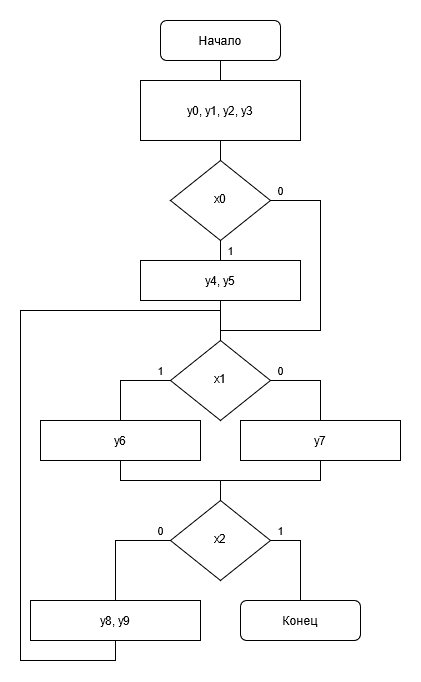 Начало
y0, y1, y2, y3
x0
0
1
y4, y5
x1
1
0
y6
y7
x2
0
1
y8, y9
Конец